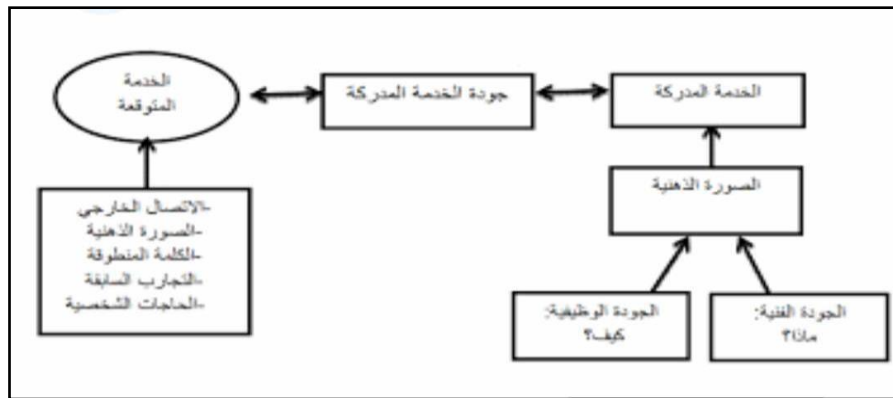 الخدمة المدركة
جودة الخدمة المدركة
الخدمة
المتوقعة
الصورة الذهنية
-الاتصال الخارجي
-الصورة الذهنية
-الكلمة المنطوقة
-التجارب السابقة
-الحاجات الشخصية
الجودة الفنية:
ماذا؟
الجودة الوظيفية:
كيف؟